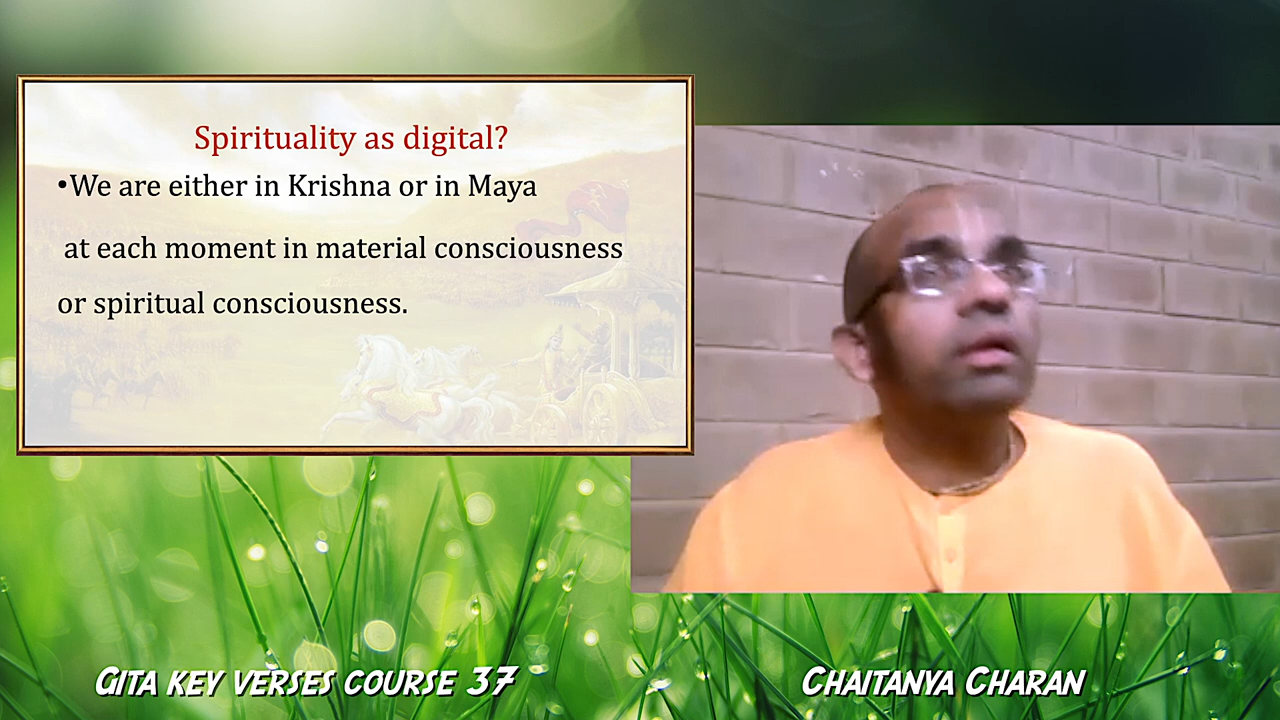 Spirituality as digital?
•We are either in Krishna or in Maya
at each moment in material consciousness
or spiritual consciousness.
GITA KEY VERSES COURSE 37
CHAITANYA CHARAN